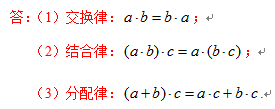 答:（1）交换律：a·b=b·a；↵
（2）结合律：(a·b)·c=a·(b·c)；↵
（3）分配律：(a+b)·c=a·c+b·c.↵